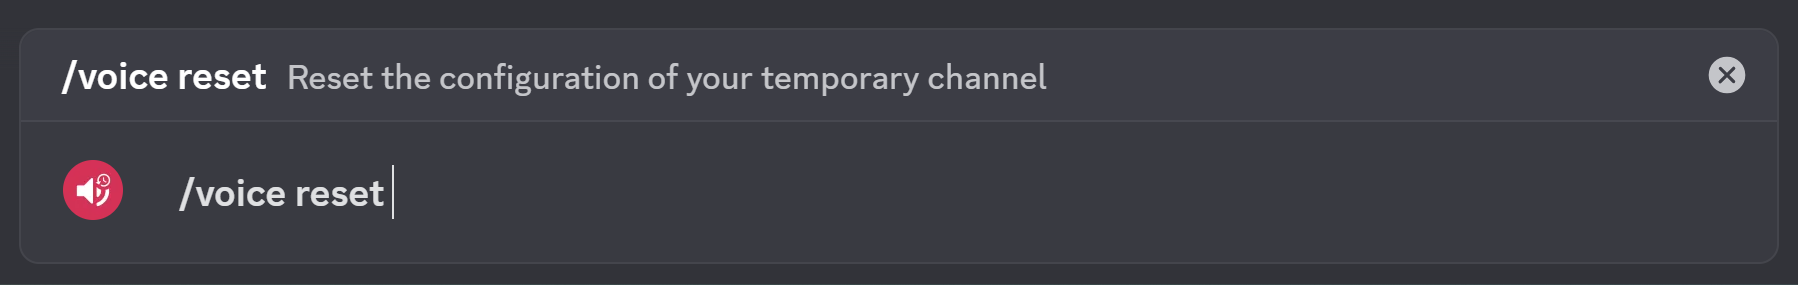 /voice reset Reset the configuration of your temporary channel
/voice reset